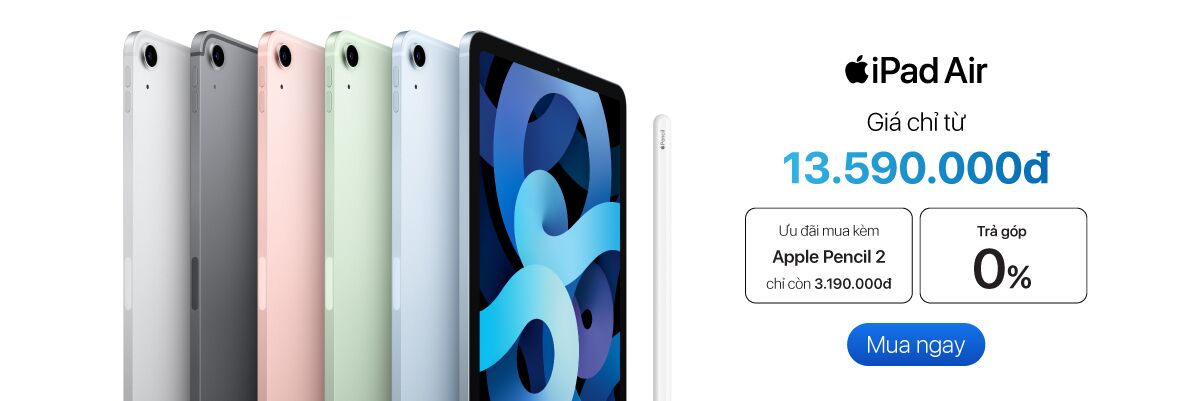 iPad Air
Giá chỉ từ
13.590.000đ
Ưu đãi mua kèm
Apple Pencil 2
chỉ còn 3.190.000đ
Trả góp
0%
Mua ngay
Pencil